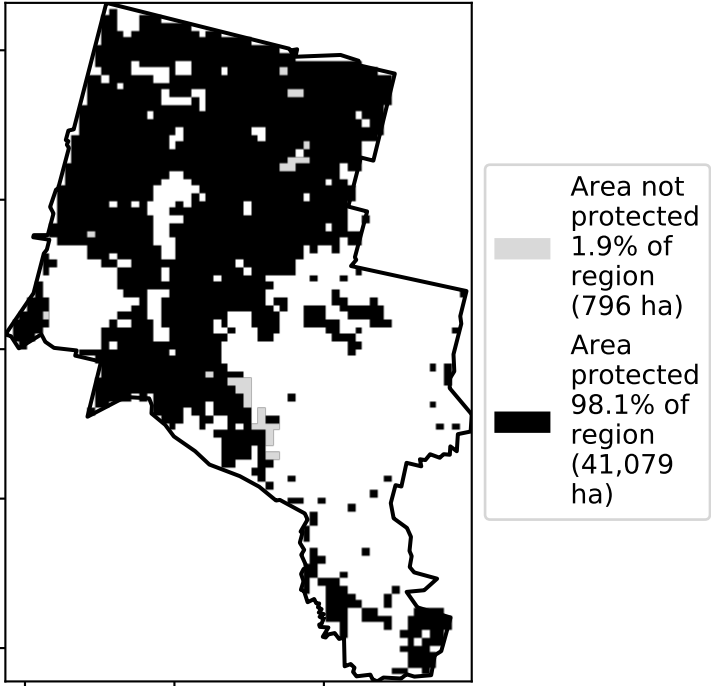 Area not
protected
1.9% of
region
(796 ha)
Area
protected
98.1% of
region
(41,079
ha)